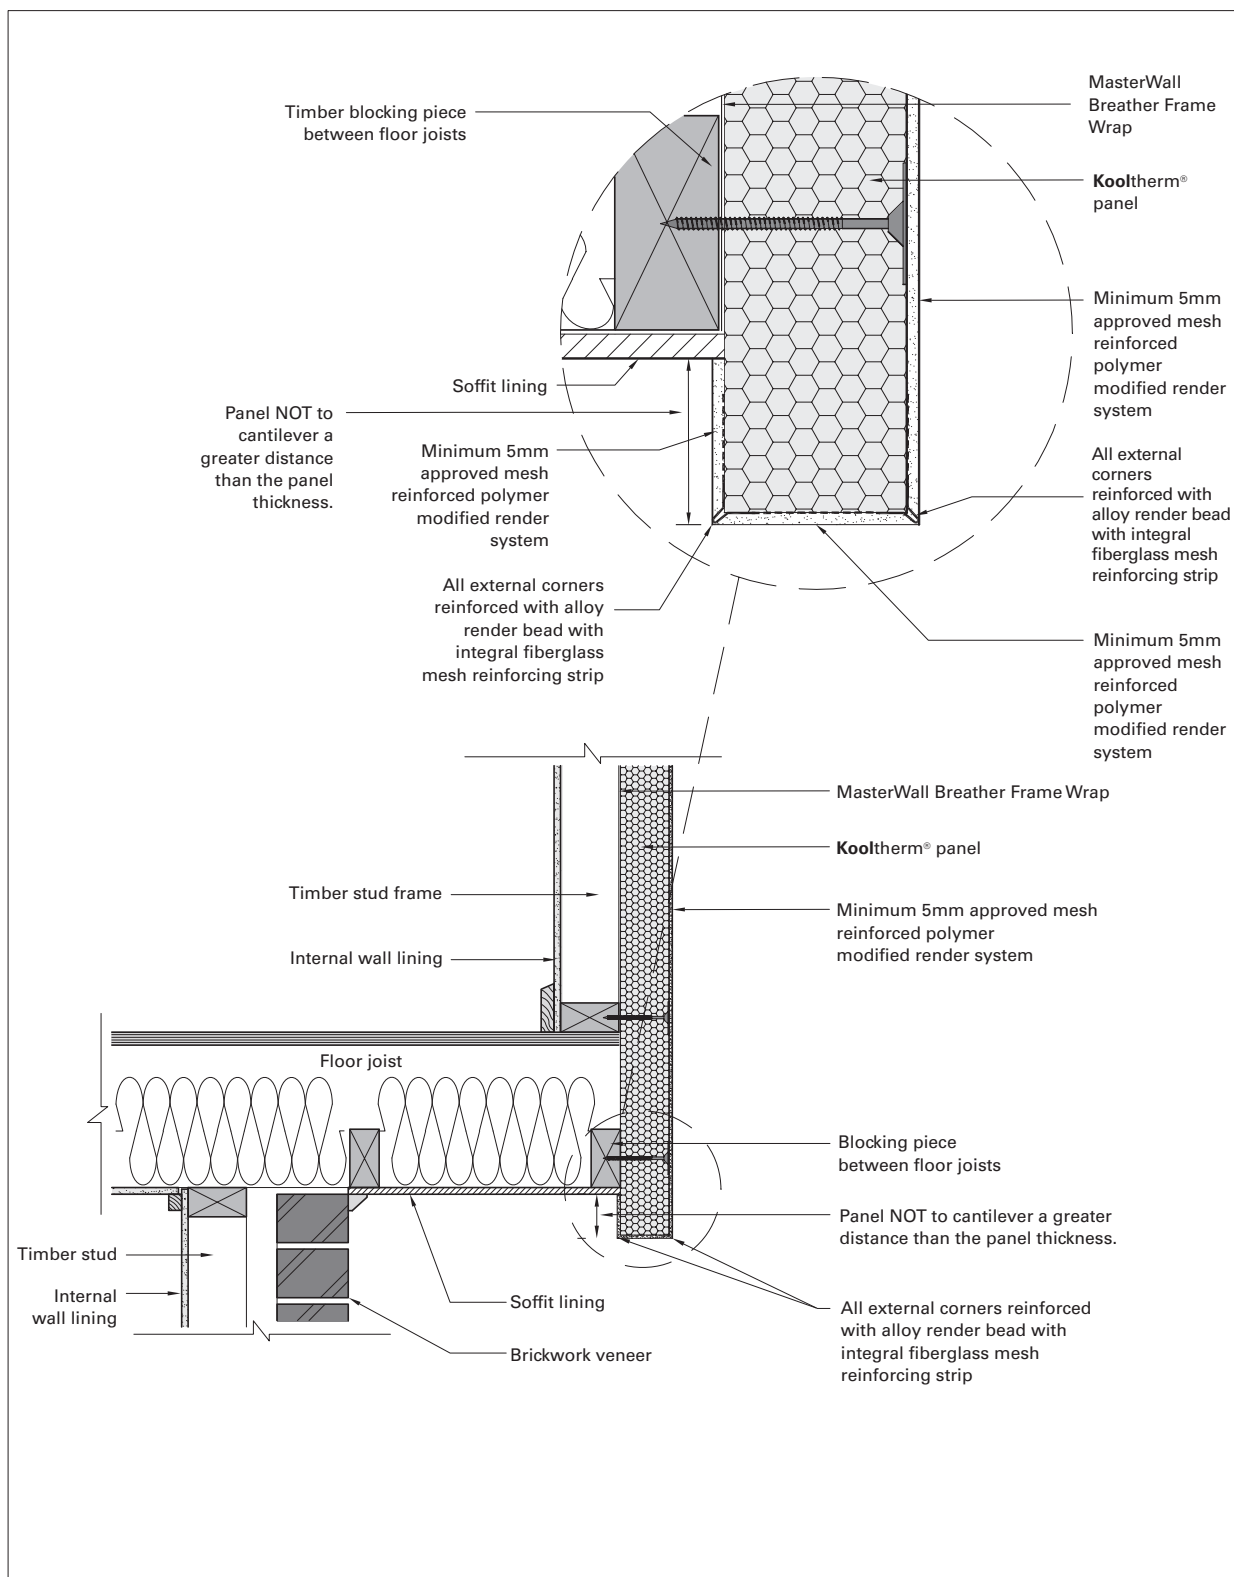 Timber blocking piece
between floor joists
MasterWall
Breather Frame
Wrap
Kooltherm®
panel
Minimum 5mm
approved mesh
reinforced
polymer
modified render
system
Soffit lining
Panel NOT to
cantilever a
greater distance
than the panel
thickness.
Minimum 5mm
approved mesh
reinforced polymer
modified render
system
All external
corners
reinforced with
alloy render bead
with integral
fiberglass mesh
reinforcing strip
All external corners
reinforced with alloy
render bead with
integral fiberglass
mesh reinforcing strip
Minimum 5mm
approved mesh
reinforced
polymer
modified render
system
MasterWall Breather Frame Wrap
Kooltherm® panel
Timber stud frame
Minimum 5mm approved mesh
reinforced polymer
modified render system
Internal wall lining
Floor joist
Blocking piece
between floor joists
Panel NOT to cantilever a greater
distance than the panel thickness.
Timber stud
Internal
wall lining
Soffit lining
Brickwork veneer
All external corners reinforced
with alloy render bead with
integral fiberglass mesh
reinforcing strip